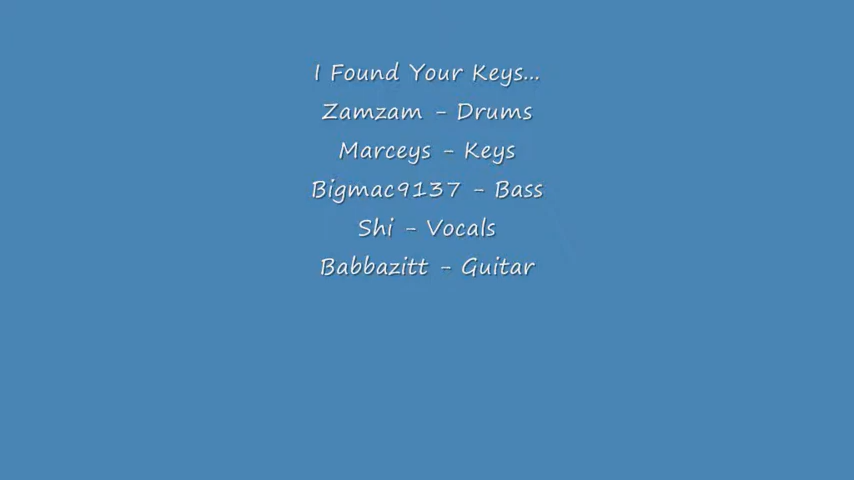 I Found Your Keys...
Zamzam - Drums
Marceys - Keys
Bigmac9137 - Bass
Shi - Vocals
Babbazitt - Guitar